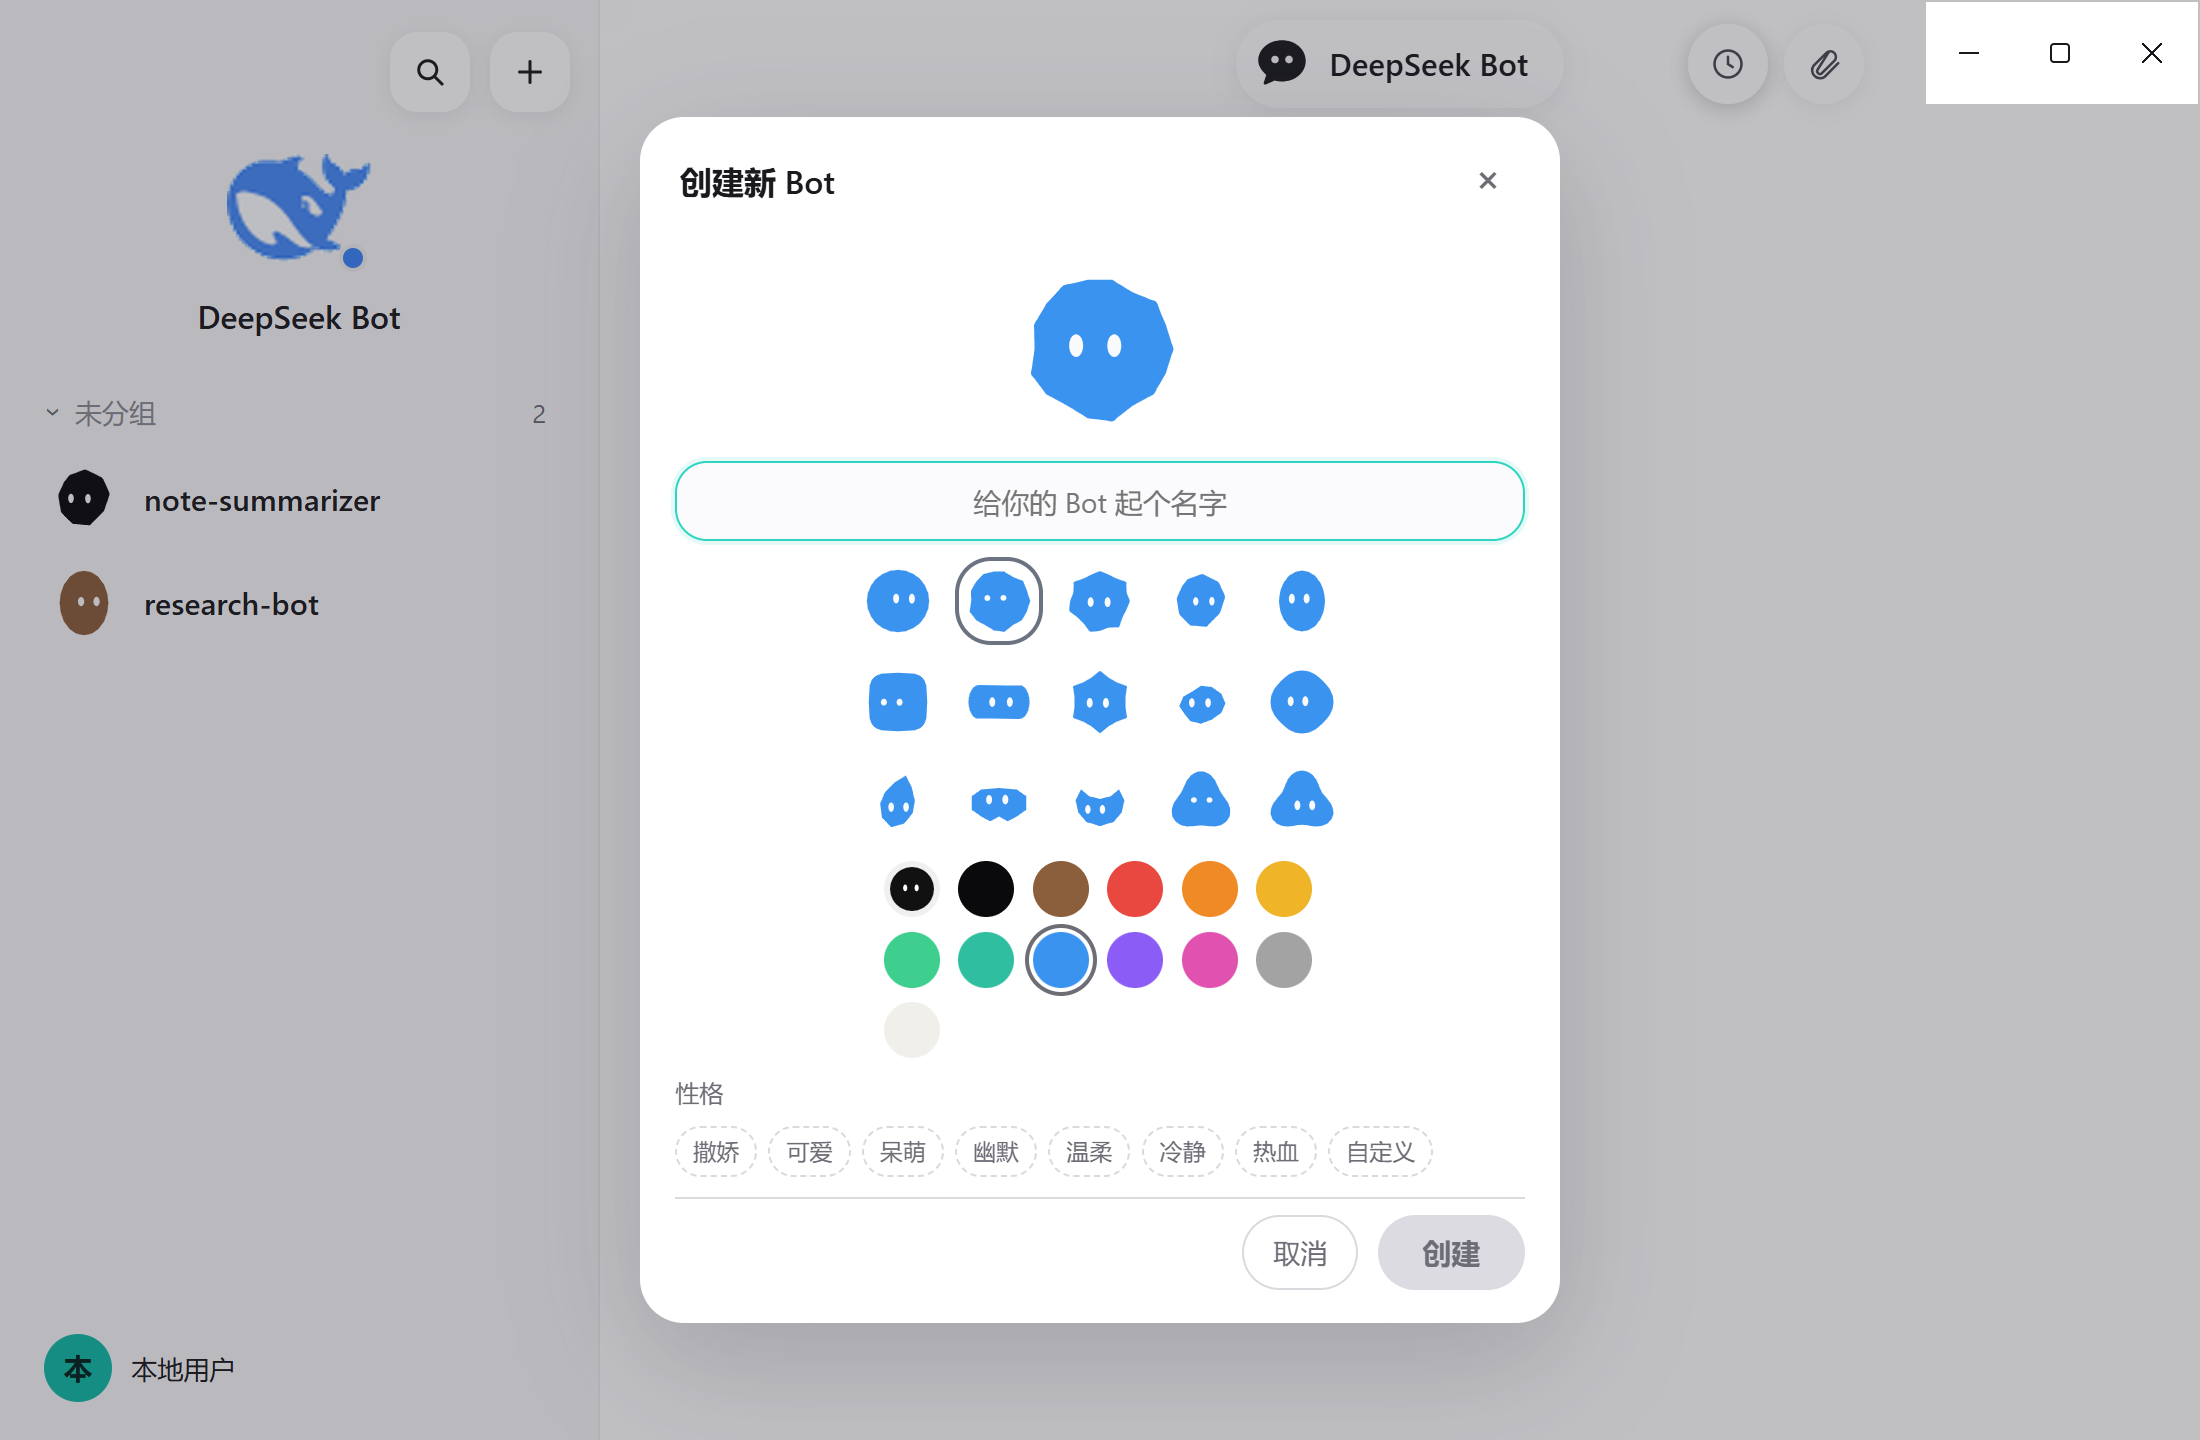 DeepSeek Bot
创建新 Bot
DeepSeek Bot
未分组 2
note-summarizer
research-bot
给你的 Bot 起个名字
性格
撒娇 可爱 呆萌 幽默 温柔 冷静 热血 自定义
取消 创建
本 本地用户